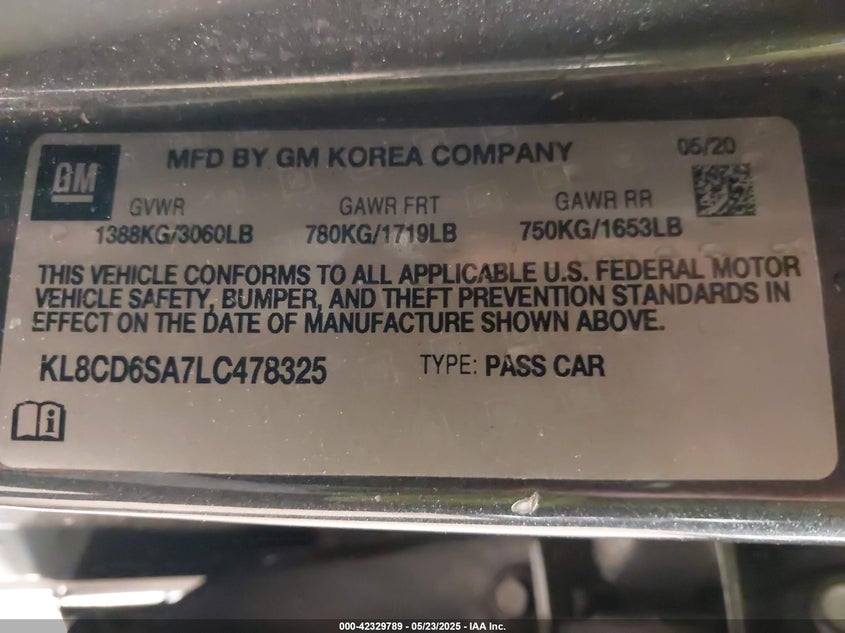 MFD BY GM KOREA COMPANY 05/20
GM
GVWR GAWR FRT GAWR RR
1388KG/3060LB 780KG/1719LB 750KG/1653LB
THIS VEHICLE CONFORMS TO ALL APPLICABLE U.S. FEDERAL MOTOR
VEHICLE SAFETY, BUMPER, AND THEFT PREVENTION STANDARDS IN
EFFECT ON THE DATE OF MANUFACTURE SHOWN ABOVE.
KL8CD6SA7LC478325 TYPE: PASS CAR
000-42329789 - 05/23/2025 - IAA Inc.